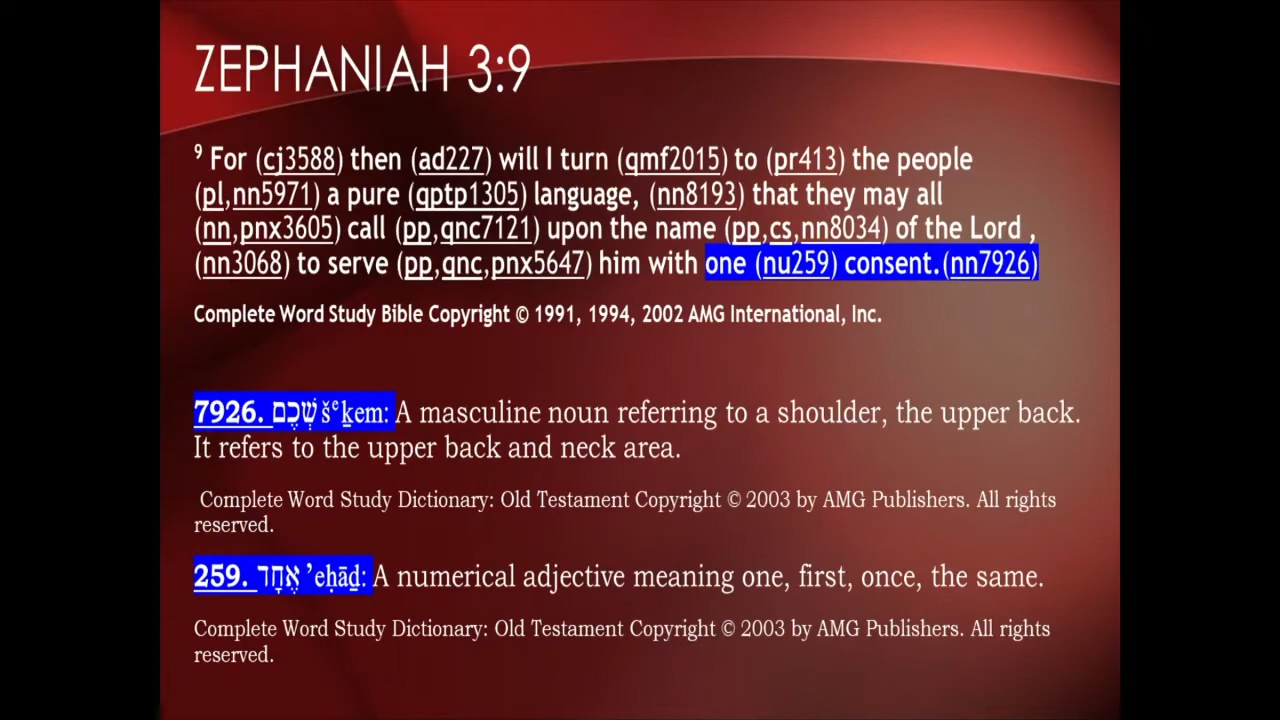 ZEPHANIAH 3:9
⁹ For (cj3588) then (ad227) will I turn (qmf2015) to (pr413) the people
(pl,nn5971) a pure (qptp1305) language, (nn8193) that they may all
(nn,pnx3605) call (pp,qnc7121) upon the name (pp,cs,nn8034) of the Lord ,
(nn3068) to serve (pp,qnc,pnx5647) him with one (nu259) consent.(nn7926)
Complete Word Study Bible Copyright © 1991, 1994, 2002 AMG International, Inc.
7926. שְׁכֶם šᵉḵem: A masculine noun referring to a shoulder, the upper back.
It refers to the upper back and neck area.
Complete Word Study Dictionary: Old Testament Copyright © 2003 by AMG Publishers. All rights
reserved.
259. אֶחָד ’eḥāḏ: A numerical adjective meaning one, first, once, the same.
Complete Word Study Dictionary: Old Testament Copyright © 2003 by AMG Publishers. All rights
reserved.